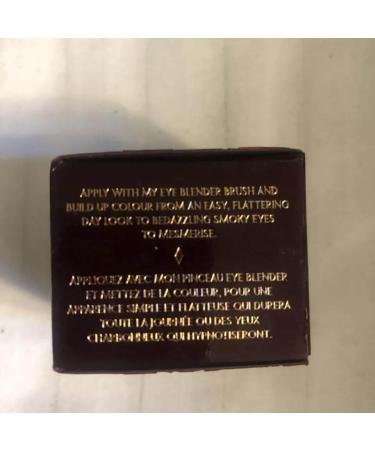 APPLY WITH MY EYE BLENDER BRUSH AND
BUILD UP COLOUR FROM AN EASY, FLATTERING
DAY LOOK TO BEDAZZLING SMOKY EYES
TO MESMERISE.
APPLIQUEZ AVEC MON PINCEAU EYE BLENDER
ET METTEZ DE LA COULEUR, POUR UNE
APPARENCE SIMPLE ET FLATTEUSE QUI DURERA
TOUTE LA JOURNÉE OU DES YEUX
CHARBONNEUX QUI HYPNOTISERONT.